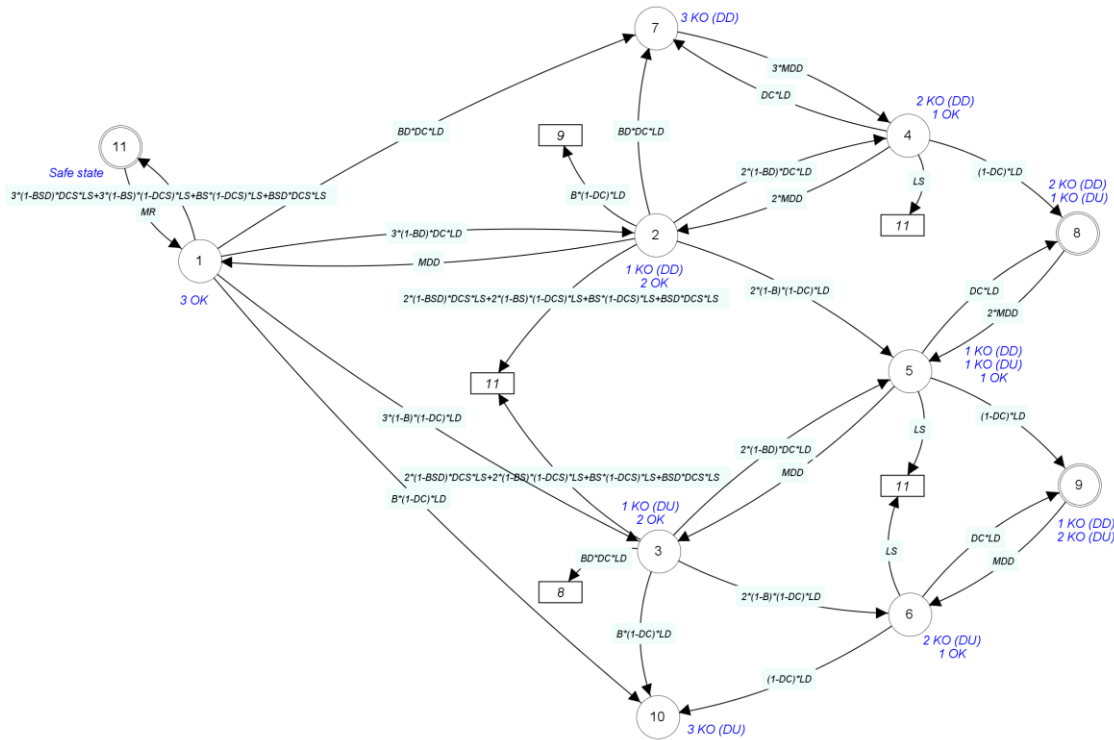 7
3 KO (DD)
3*MDD
DC*LD
2 KO (DD)
1 OK
4
11
9
BD*DC*LD
BD*DC*LD
Safe state
3*(1-BSD)*DCS*LS+3*(1-BS)*(1-DCS)*LS+BS*(1-DCS)*LS+BSD*DCS*LS
MR
B*(1-DC)*LD
2*(1-BD)*DC*LD
2*MDD
LS
(1-DC)*LD
2 KO (DD)
1 KO (DU)
11
8
3*(1-BD)*DC*LD
MDD
2
1
1 KO (DD)
2 OK
3 OK
2*(1-BSD)*DCS*LS+2*(1-BS)*(1-DCS)*LS+BS*(1-DCS)*LS+BSD*DCS*LS
2*(1-B)*(1-DC)*LD
DC*LD
2*MDD
1 KO (DD)
1 KO (DU)
1 OK
5
11
3*(1-B)*(1-DC)*LD
LS
(1-DC)*LD
2*(1-BD)*DC*LD
MDD
2*(1-BSD)*DCS*LS+2*(1-BS)*(1-DCS)*LS+BS*(1-DCS)*LS+BSD*DCS*LS
B*(1-DC)*LD
11
9
1 KO (DU)
2 OK
1 KO (DD)
2 KO (DU)
3
BD*DC*LD
LS
DC*LD
MDD
8
2*(1-B)*(1-DC)*LD
6
B*(1-DC)*LD
2 KO (DU)
1 OK
(1-DC)*LD
10
3 KO (DU)